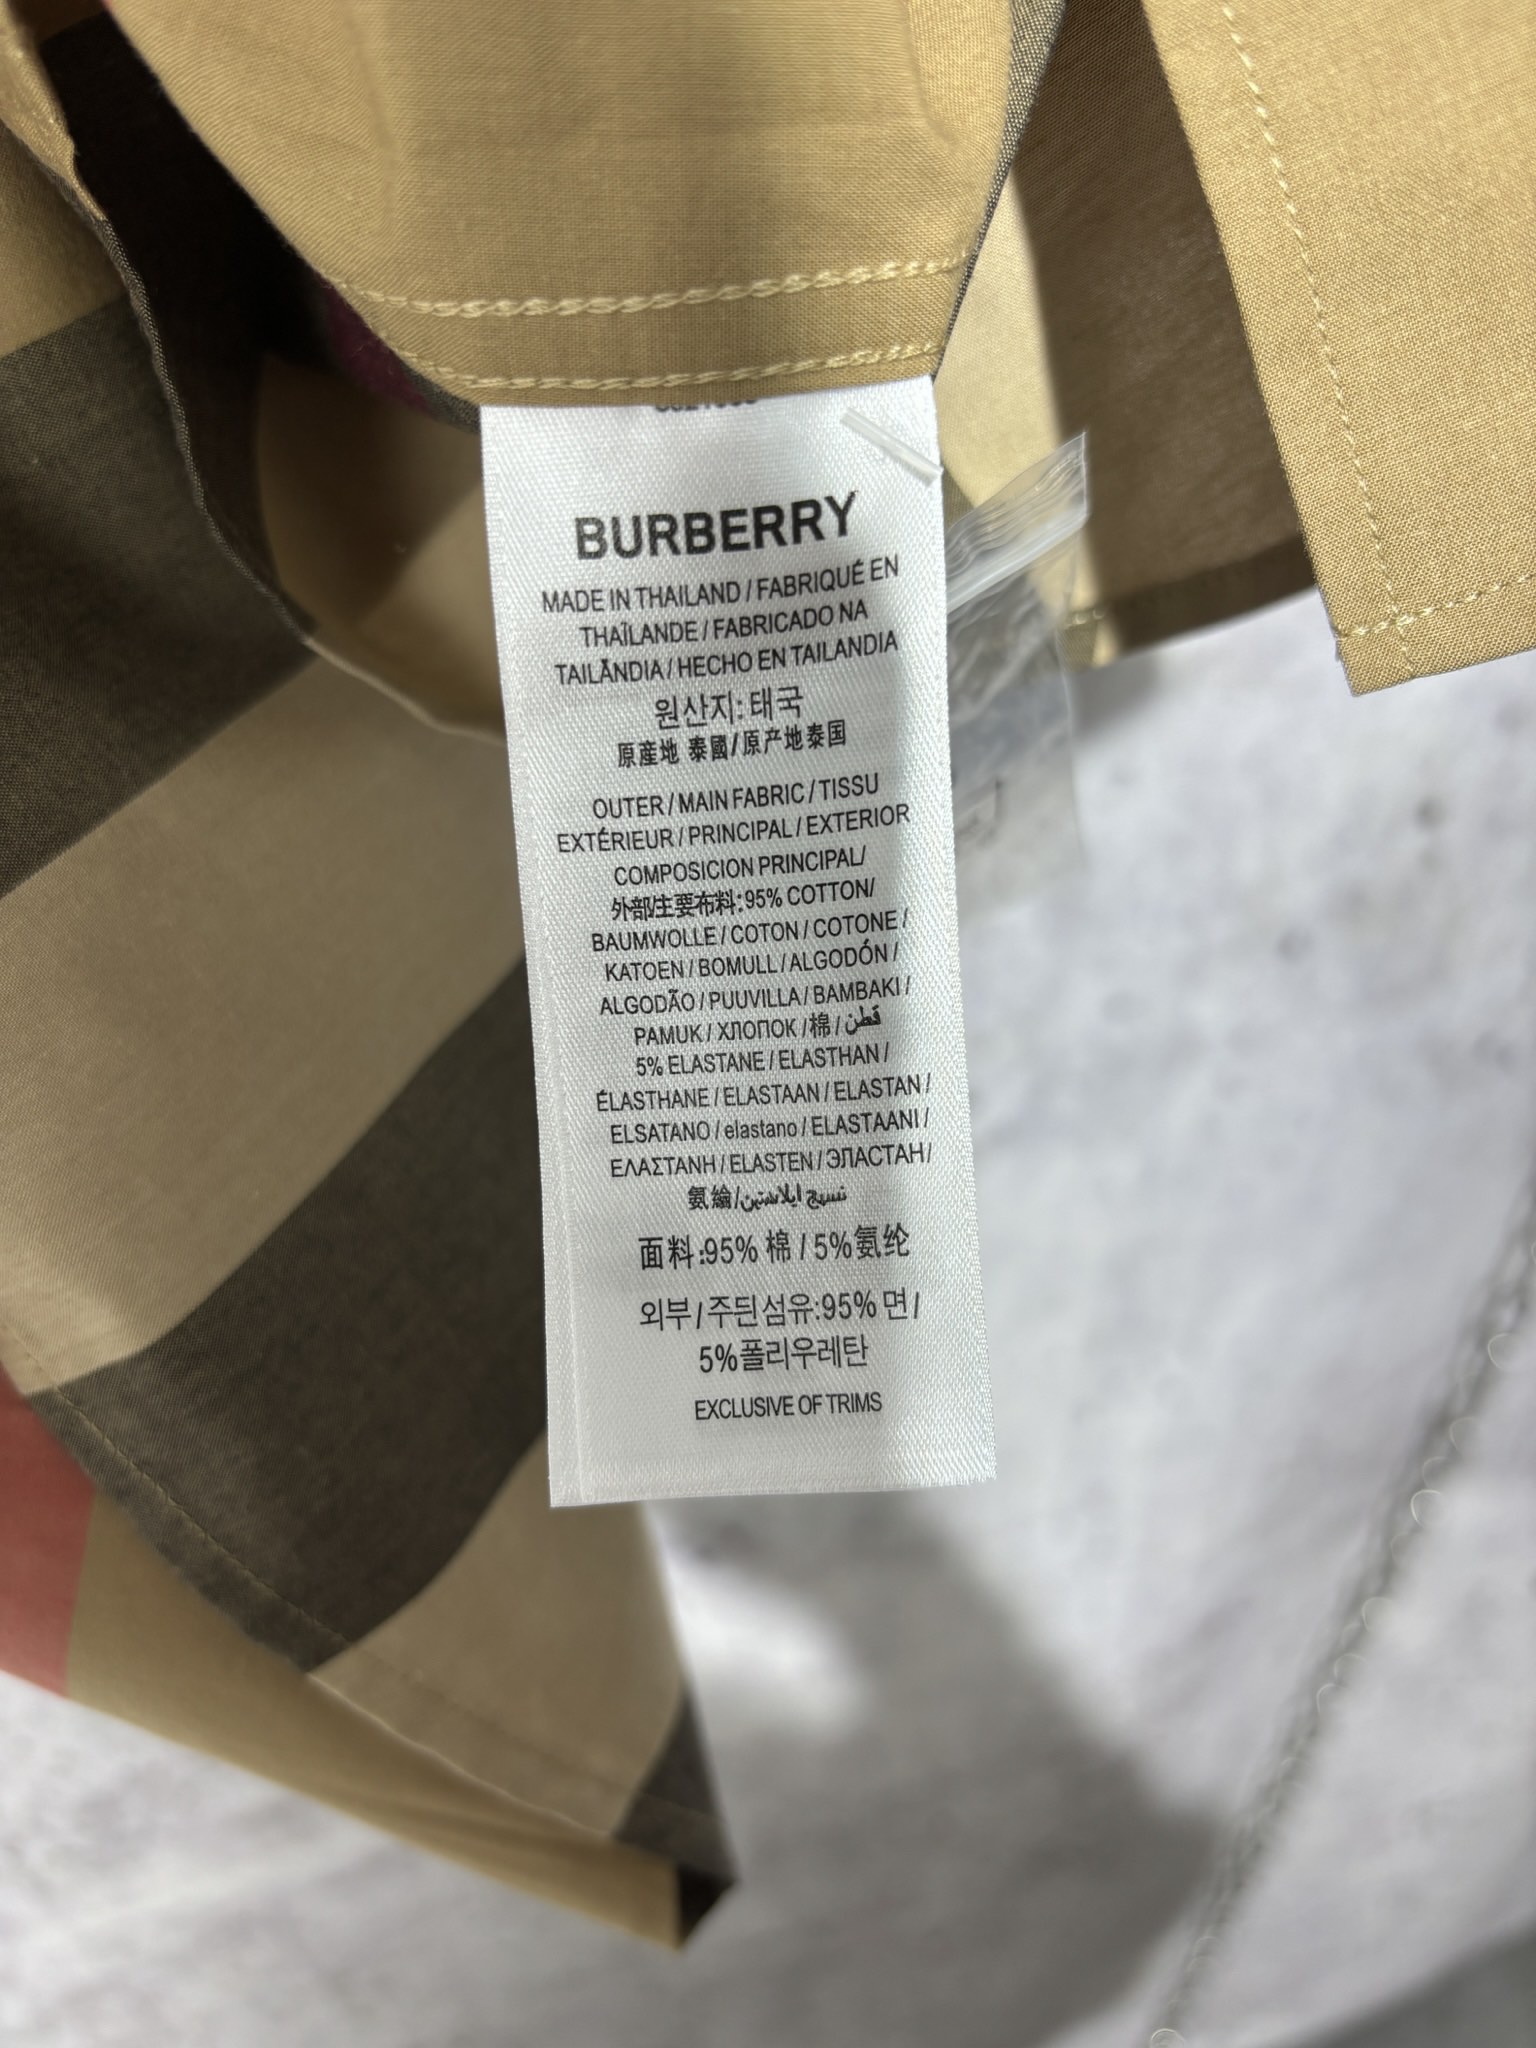 BURBERRY
MADE IN THAILAND / FABRIQUÉ EN
THAÏLANDE / FABRICADO NA
TAILÂNDIA / HECHO EN TAILANDIA
원산지: 태국
原產地 泰國/原产地泰国
OUTER / MAIN FABRIC / TISSU
EXTÉRIEUR / PRINCIPAL / EXTERIOR
COMPOSICION PRINCIPAL/
外部/主要布料:95% COTTON/
BAUMWOLLE / COTON / COTONE /
KATOEN / BOMULL / ALGODÓN /
ALGODÃO / PUUVILLA / BAMBAKI /
PAMUK / ХЛОПОК / 棉 / قطن
5% ELASTANE / ELASTHAN /
ÉLASTHANE / ELASTAAN / ELASTAN /
ELSATANO / elastano / ELASTAANI /
ΕΛΑΣΤΑΝΗ / ELASTEN / ЭЛАСТАН /
氨綸/نسيج ايلاستين
面料:95% 棉 / 5%氨纶
외부 / 주된섬유:95% 면 /
5%폴리우레탄
EXCLUSIVE OF TRIMS